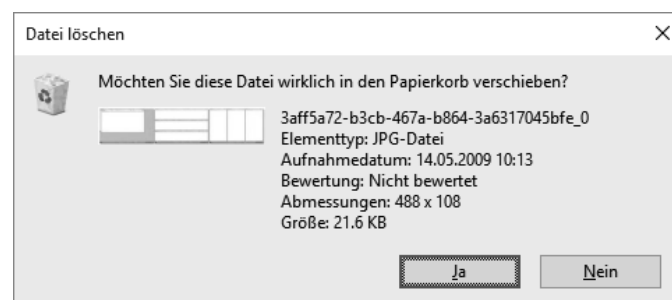 Datei löschen
Möchten Sie diese Datei wirklich in den Papierkorb verschieben?
3aff5a72-b3cb-467a-b864-3a6317045bfe_0
Elementtyp: JPG-Datei
Aufnahmedatum: 14.05.2009 10:13
Bewertung: Nicht bewertet
Abmessungen: 488 x 108
Größe: 21.6 KB
Ja
Nein